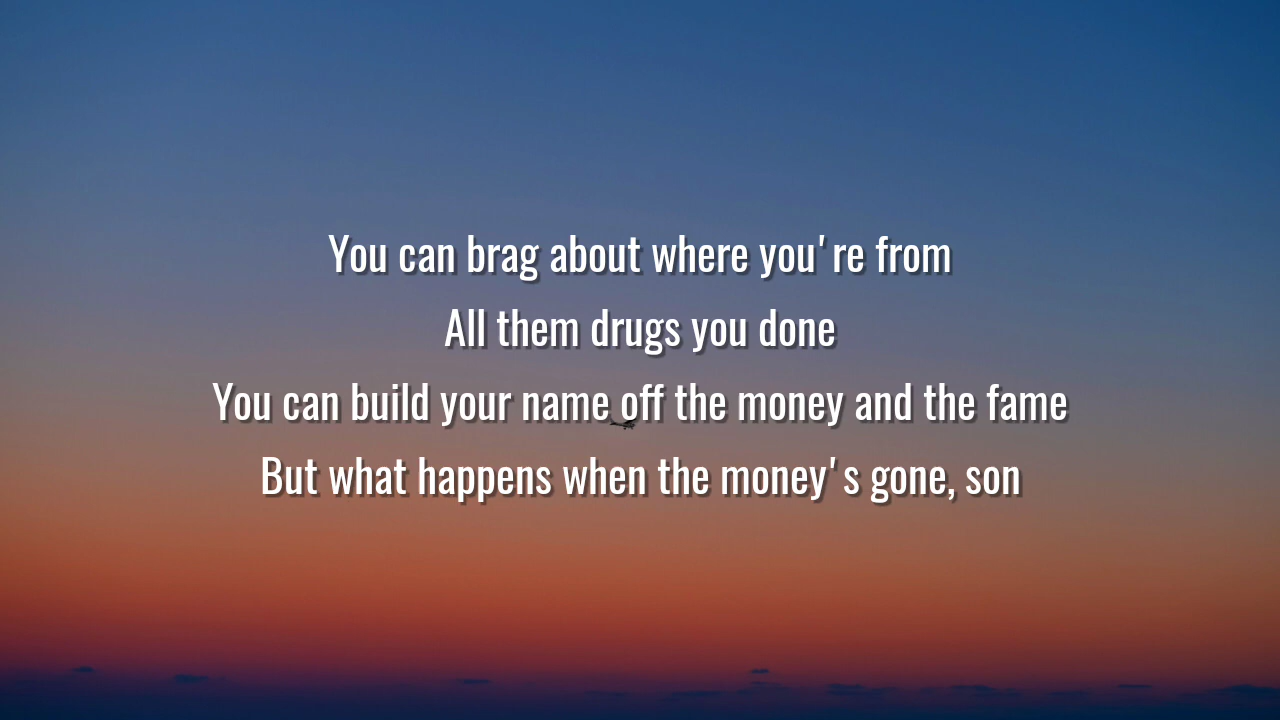 You can brag about where you're from
All them drugs you done
You can build your name off the money and the fame
But what happens when the money's gone, son